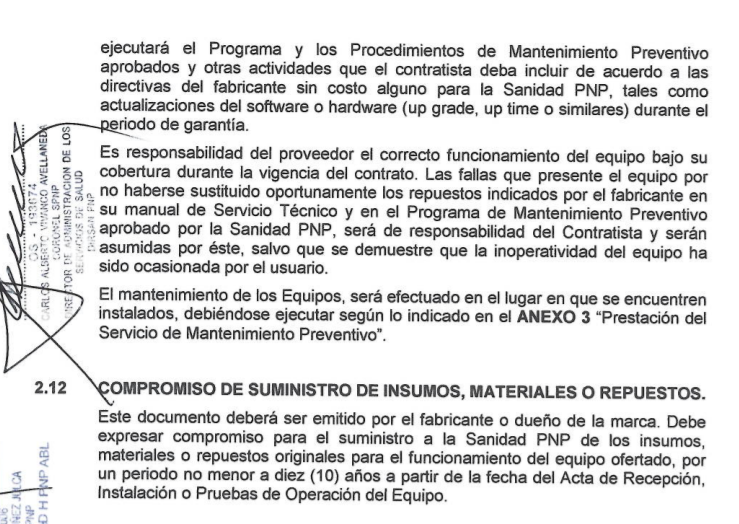 ejecutará el Programa y los Procedimientos de Mantenimiento Preventivo
aprobados y otras actividades que el contratista deba incluir de acuerdo a las
directivas del fabricante sin costo alguno para la Sanidad PNP, tales como
actualizaciones del software o hardware (up grade, up time o similares) durante el
periodo de garantía.
Es responsabilidad del proveedor el correcto funcionamiento del equipo bajo su
cobertura durante la vigencia del contrato. Las fallas que presente el equipo por
no haberse sustituido oportunamente los repuestos indicados por el fabricante en
su manual de Servicio Técnico y en el Programa de Mantenimiento Preventivo
aprobado por la Sanidad PNP, será de responsabilidad del Contratista y serán
asumidas por éste, salvo que se demuestre que la inoperatividad del equipo ha
sido ocasionada por el usuario.
El mantenimiento de los Equipos, será efectuado en el lugar en que se encuentren
instalados, debiéndose ejecutar según lo indicado en el ANEXO 3 “Prestación del
Servicio de Mantenimiento Preventivo”.
2.12 COMPROMISO DE SUMINISTRO DE INSUMOS, MATERIALES O REPUESTOS.
Este documento deberá ser emitido por el fabricante o dueño de la marca. Debe
expresar compromiso para el suministro a la Sanidad PNP de los insumos,
materiales o repuestos originales para el funcionamiento del equipo ofertado, por
un periodo no menor a diez (10) años a partir de la fecha del Acta de Recepción,
Instalación o Pruebas de Operación del Equipo.
OS - 193674
CARLOS ALBERTO VIVANCO AVELLANEDA
CORONEL SPNP
DIRECTOR DE ADMINISTRACION DE LOS
SERVICIOS DE SALUD
PNP
PNP
D H PNP ABL